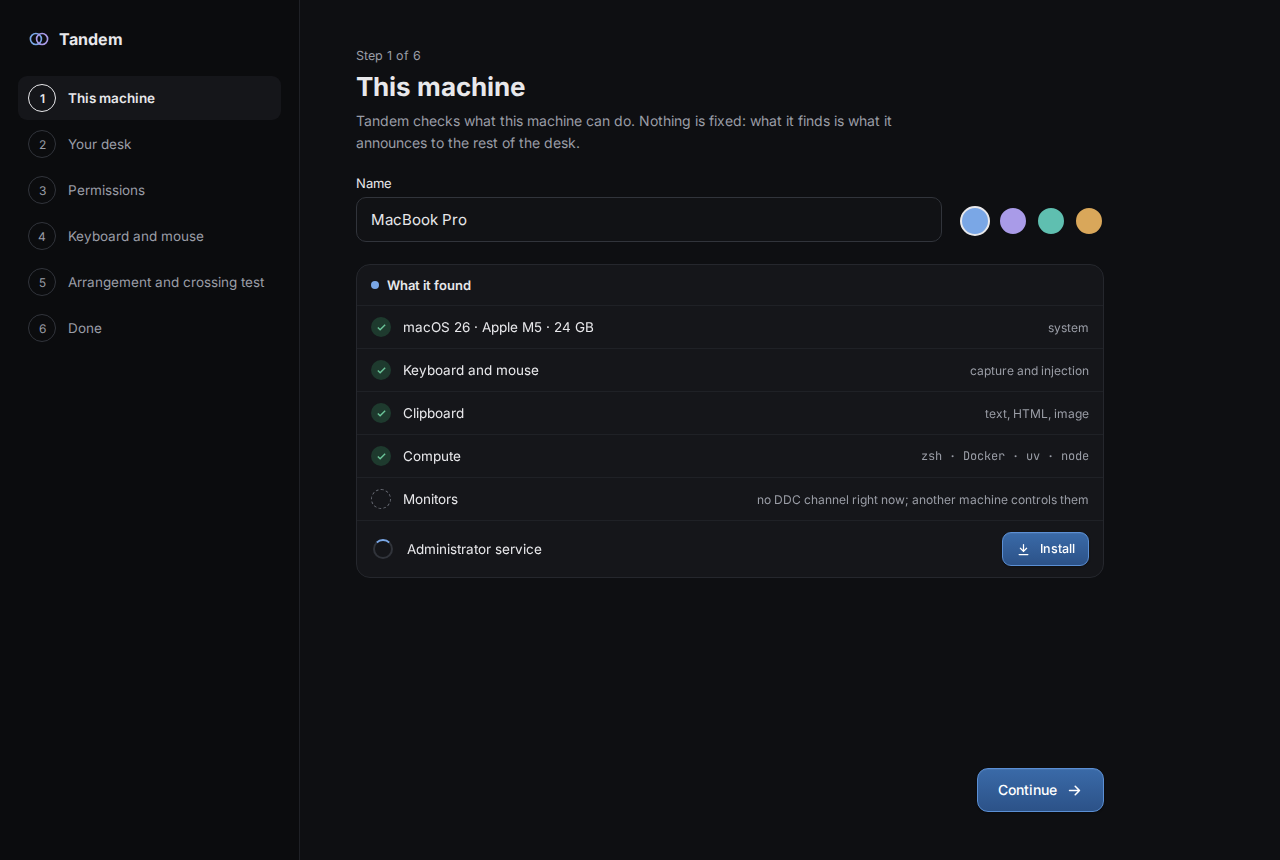 Tandem
1 This machine
2 Your desk
3 Permissions
4 Keyboard and mouse
5 Arrangement and crossing test
6 Done
Step 1 of 6
This machine
Tandem checks what this machine can do. Nothing is fixed: what it finds is what it
announces to the rest of the desk.
Name
MacBook Pro
What it found
macOS 26 · Apple M5 · 24 GB system
Keyboard and mouse capture and injection
Clipboard text, HTML, image
Compute zsh · Docker · uv · node
Monitors no DDC channel right now; another machine controls them
Administrator service Install
Continue